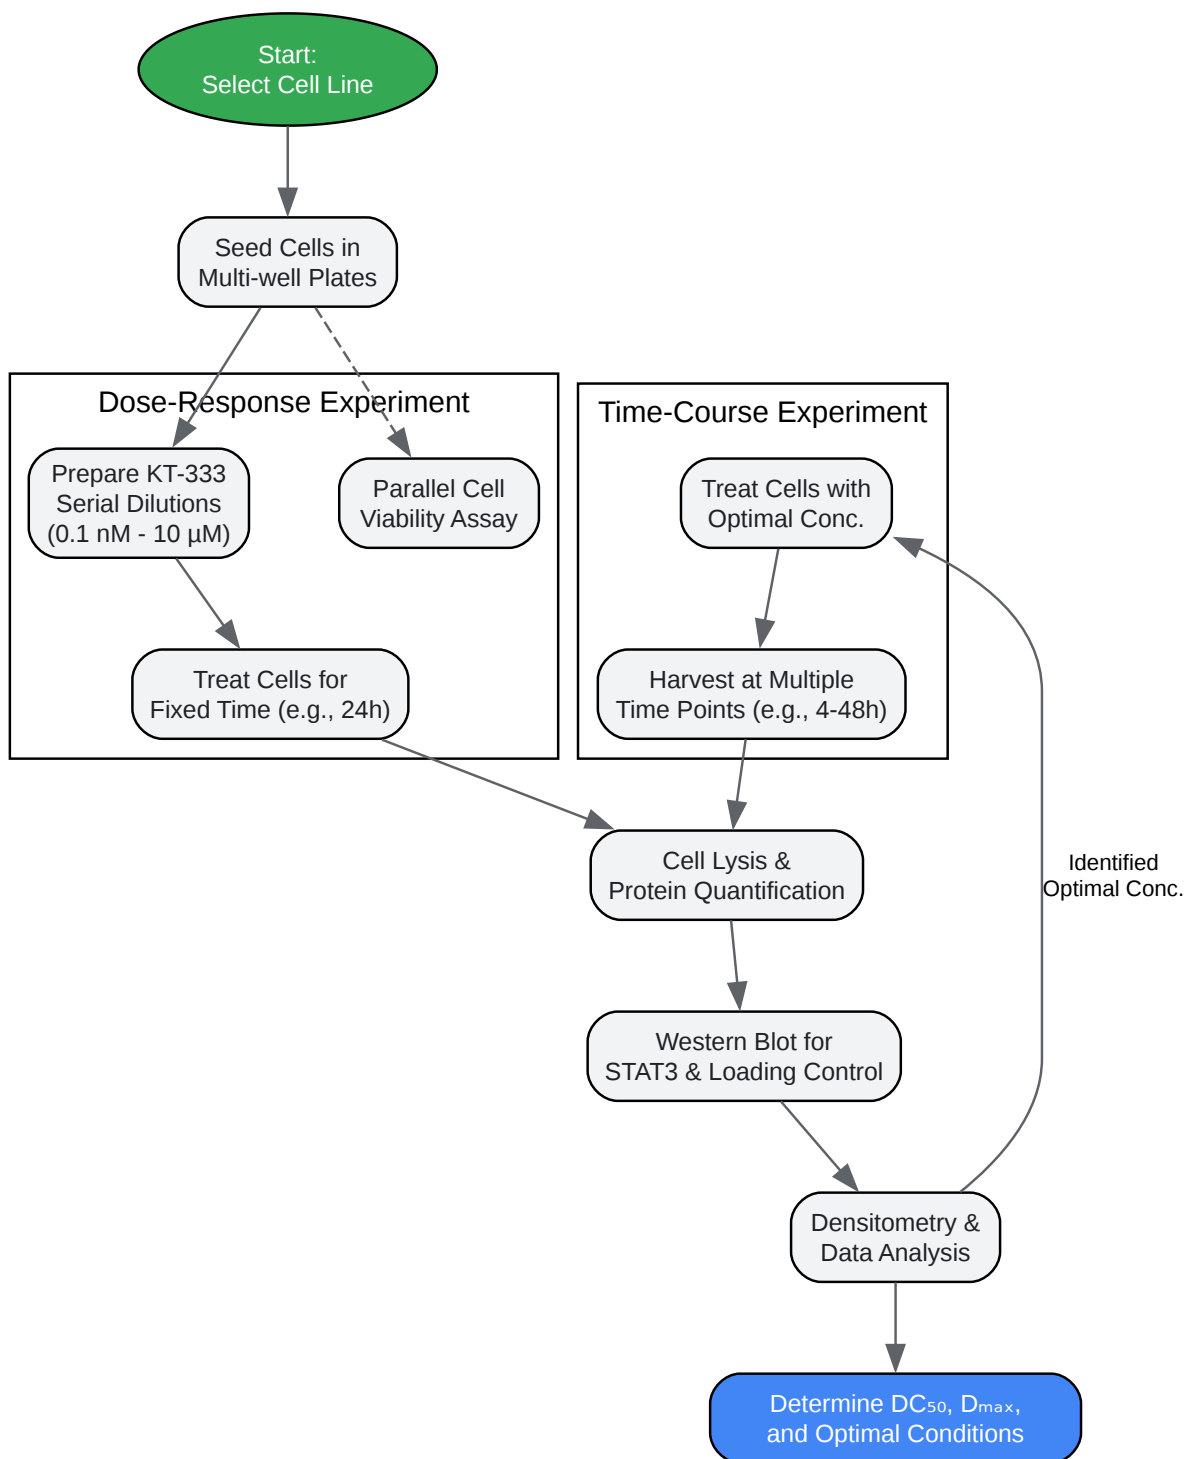 Start:
Select Cell Line
Seed Cells in
Multi-well Plates
Dose-Response Experiment
Prepare KT-333
Serial Dilutions
(0.1 nM - 10 µM)
Parallel Cell
Viability Assay
Treat Cells for
Fixed Time (e.g., 24h)
Time-Course Experiment
Treat Cells with
Optimal Conc.
Harvest at Multiple
Time Points (e.g., 4-48h)
Cell Lysis &
Protein Quantification
Identified
Optimal Conc.
Western Blot for
STAT3 & Loading Control
Densitometry &
Data Analysis
Determine DC₅₀, Dₘₐₓ,
and Optimal Conditions